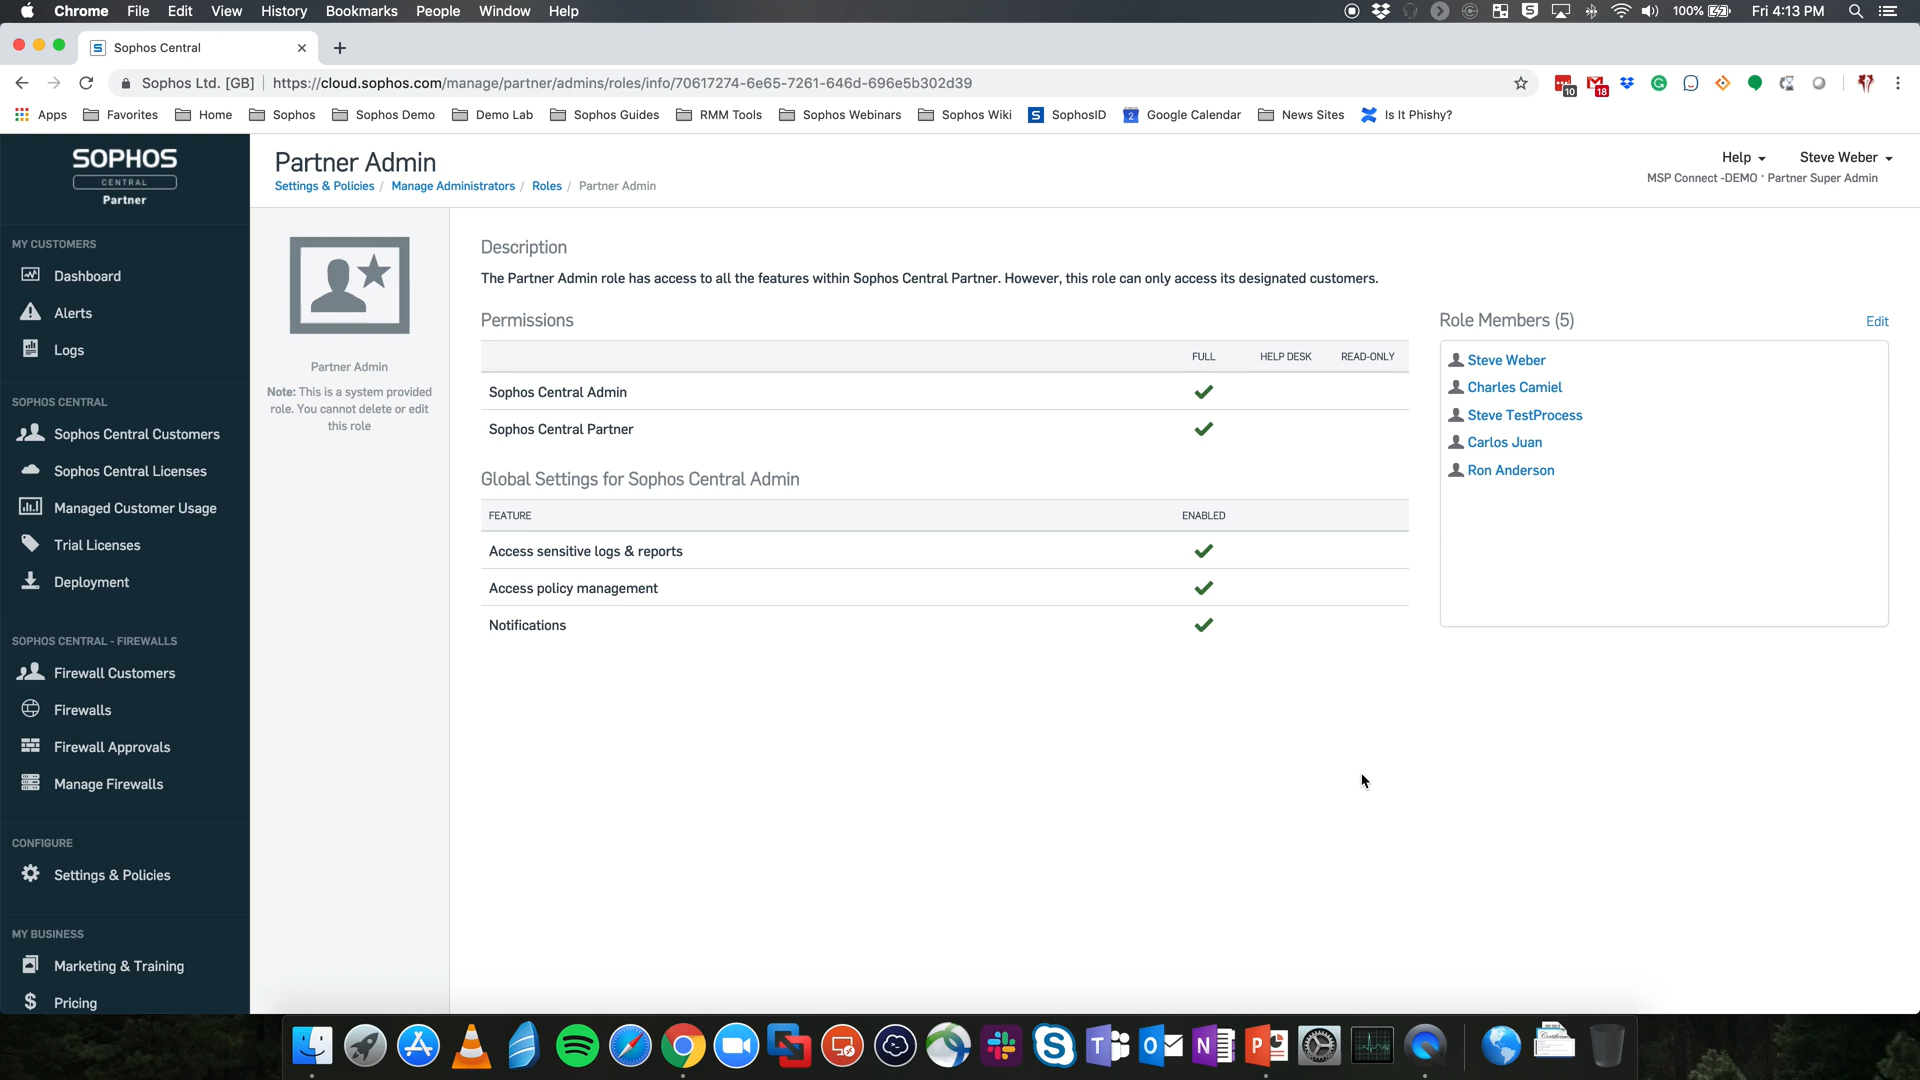 Chrome File Edit View History Bookmarks People Window Help 100% Fri 4:13 PM
S Sophos Central
Sophos Ltd. [GB] https://cloud.sophos.com/manage/partner/admins/roles/info/70617274-6e65-7261-646d-696e5b302d39 10 18
Apps Favorites Home Sophos Sophos Demo Demo Lab Sophos Guides RMM Tools Sophos Webinars Sophos Wiki S SophosID 2 Google Calendar News Sites Is It Phishy?
SOPHOS
CENTRAL
Partner
MY CUSTOMERS
Dashboard
Alerts
Logs
SOPHOS CENTRAL
Sophos Central Customers
Sophos Central Licenses
Managed Customer Usage
Trial Licenses
Deployment
SOPHOS CENTRAL - FIREWALLS
Firewall Customers
Firewalls
Firewall Approvals
Manage Firewalls
CONFIGURE
Settings & Policies
MY BUSINESS
Marketing & Training
$ Pricing
Partner Admin
Settings & Policies / Manage Administrators / Roles / Partner Admin
Help Steve Weber
MSP Connect -DEMO • Partner Super Admin
Partner Admin
Note: This is a system provided
role. You cannot delete or edit
this role
Description
The Partner Admin role has access to all the features within Sophos Central Partner. However, this role can only access its designated customers.
Permissions
FULL HELP DESK READ-ONLY
Sophos Central Admin
Sophos Central Partner
Global Settings for Sophos Central Admin
FEATURE ENABLED
Access sensitive logs & reports
Access policy management
Notifications
Role Members (5) Edit
Steve Weber
Charles Camiel
Steve TestProcess
Carlos Juan
Ron Anderson